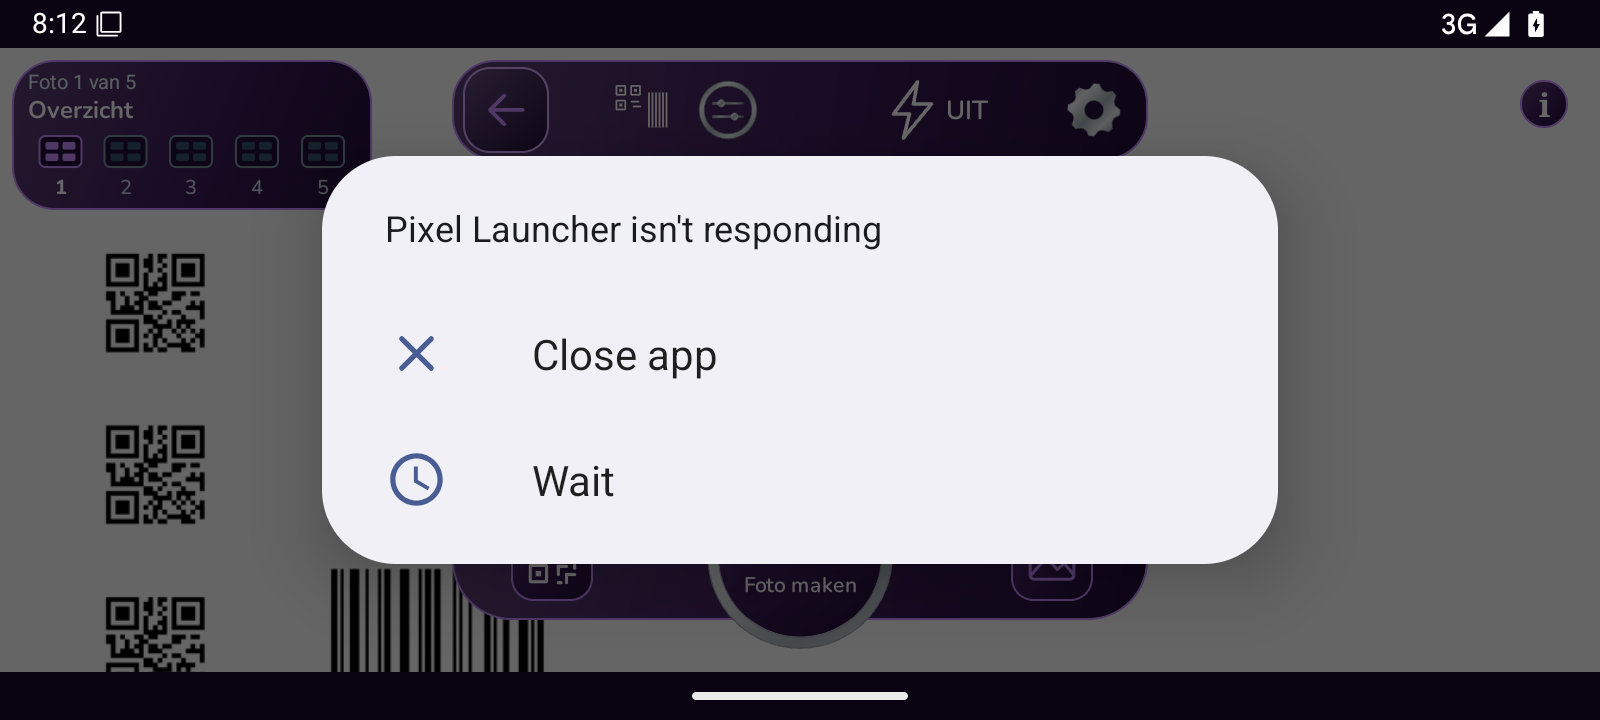 8:12
3G
Foto 1 van 5
Overzicht
1 2 3 4 5
UIT
i
Pixel Launcher isn't responding
Close app
Wait
Foto maken